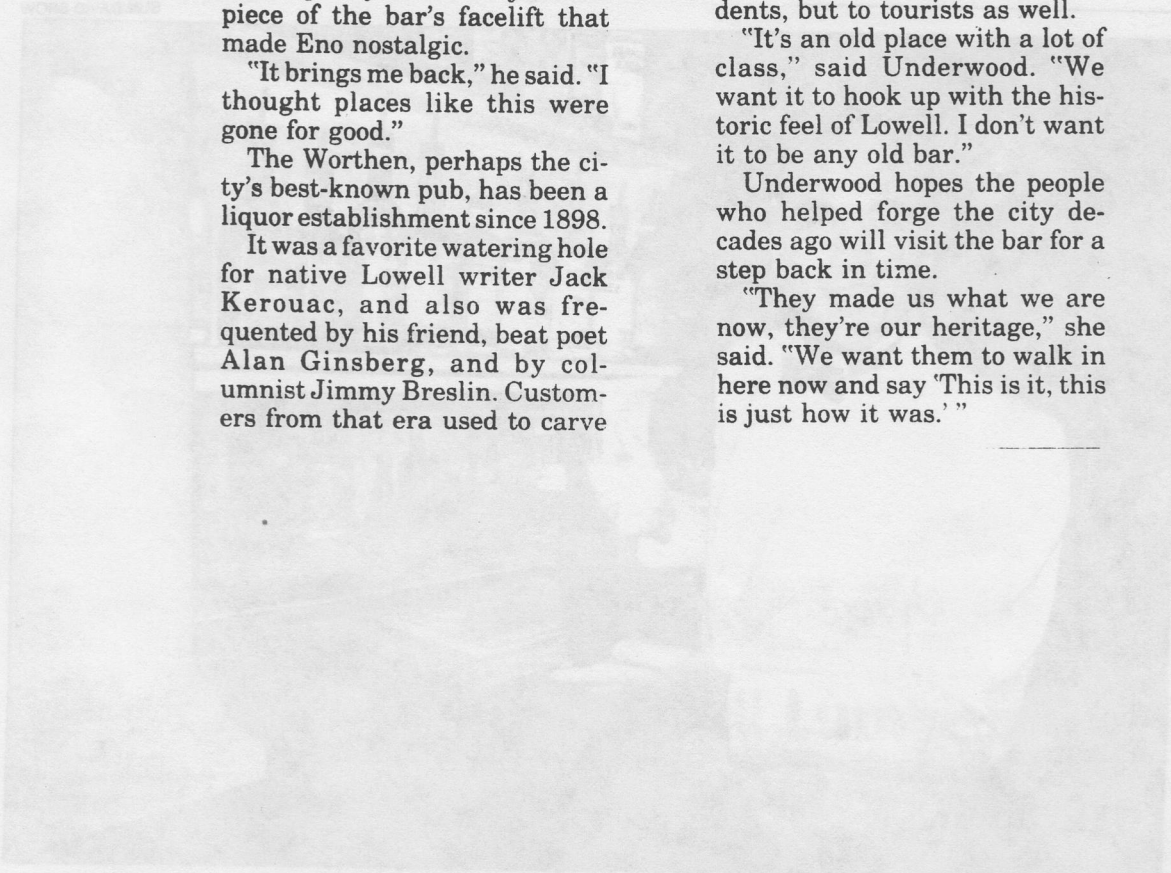 piece of the bar's facelift that
made Eno nostalgic.
"It brings me back," he said. "I
thought places like this were
gone for good."
The Worthen, perhaps the ci-
ty's best-known pub, has been a
liquor establishment since 1898.
It was a favorite watering hole
for native Lowell writer Jack
Kerouac, and also was fre-
quented by his friend, beat poet
Alan Ginsberg, and by col-
umnist Jimmy Breslin. Custom-
ers from that era used to carve
dents, but to tourists as well.
"It's an old place with a lot of
class," said Underwood. "We
want it to hook up with the his-
toric feel of Lowell. I don't want
it to be any old bar."
Underwood hopes the people
who helped forge the city de-
cades ago will visit the bar for a
step back in time.
"They made us what we are
now, they're our heritage," she
said. "We want them to walk in
here now and say 'This is it, this
is just how it was.' "